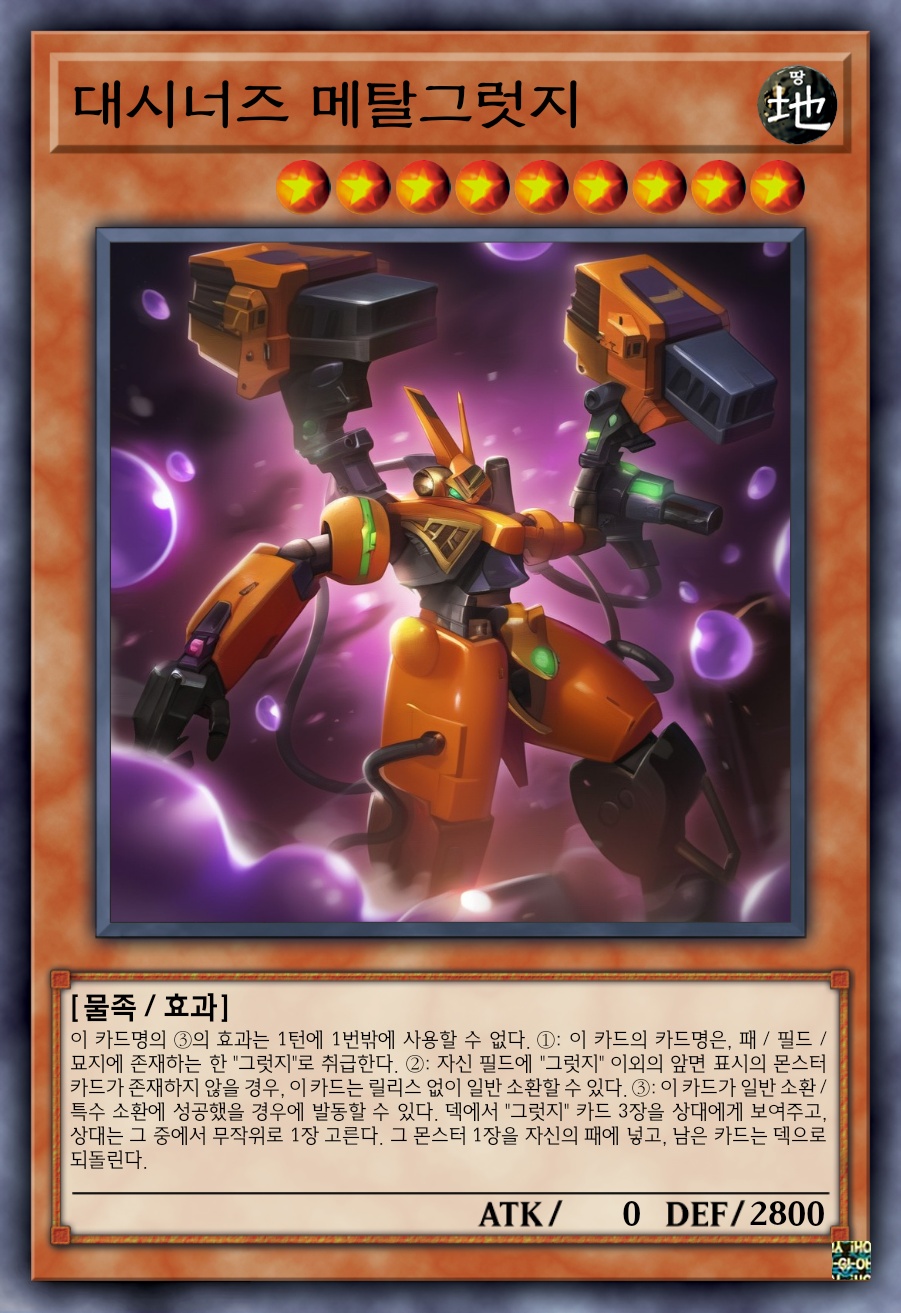 대시너즈 메탈그럿지
땅
地
[물족 / 효과]
이 카드명의 ③의 효과는 1턴에 1번밖에 사용할 수 없다. ①: 이 카드의 카드명은, 패 / 필드 /
묘지에 존재하는 한 "그럿지"로 취급한다. ②: 자신 필드에 "그럿지" 이외의 앞면 표시의 몬스터
카드가 존재하지 않을 경우, 이 카드는 릴리스 없이 일반 소환할 수 있다. ③: 이 카드가 일반 소환 /
특수 소환에 성공했을 경우에 발동할 수 있다. 덱에서 "그럿지" 카드 3장을 상대에게 보여주고,
상대는 그 중에서 무작위로 1장 고른다. 그 몬스터 1장을 자신의 패에 넣고, 남은 카드는 덱으로
되돌린다.
ATK/ 0 DEF/2800